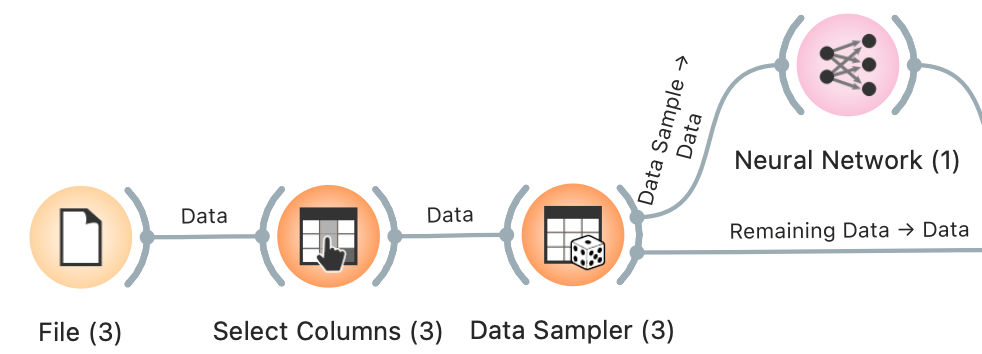 Data Sample →
Data
Neural Network (1)
Data
Data
Remaining Data → Data
File (3)
Select Columns (3)
Data Sampler (3)